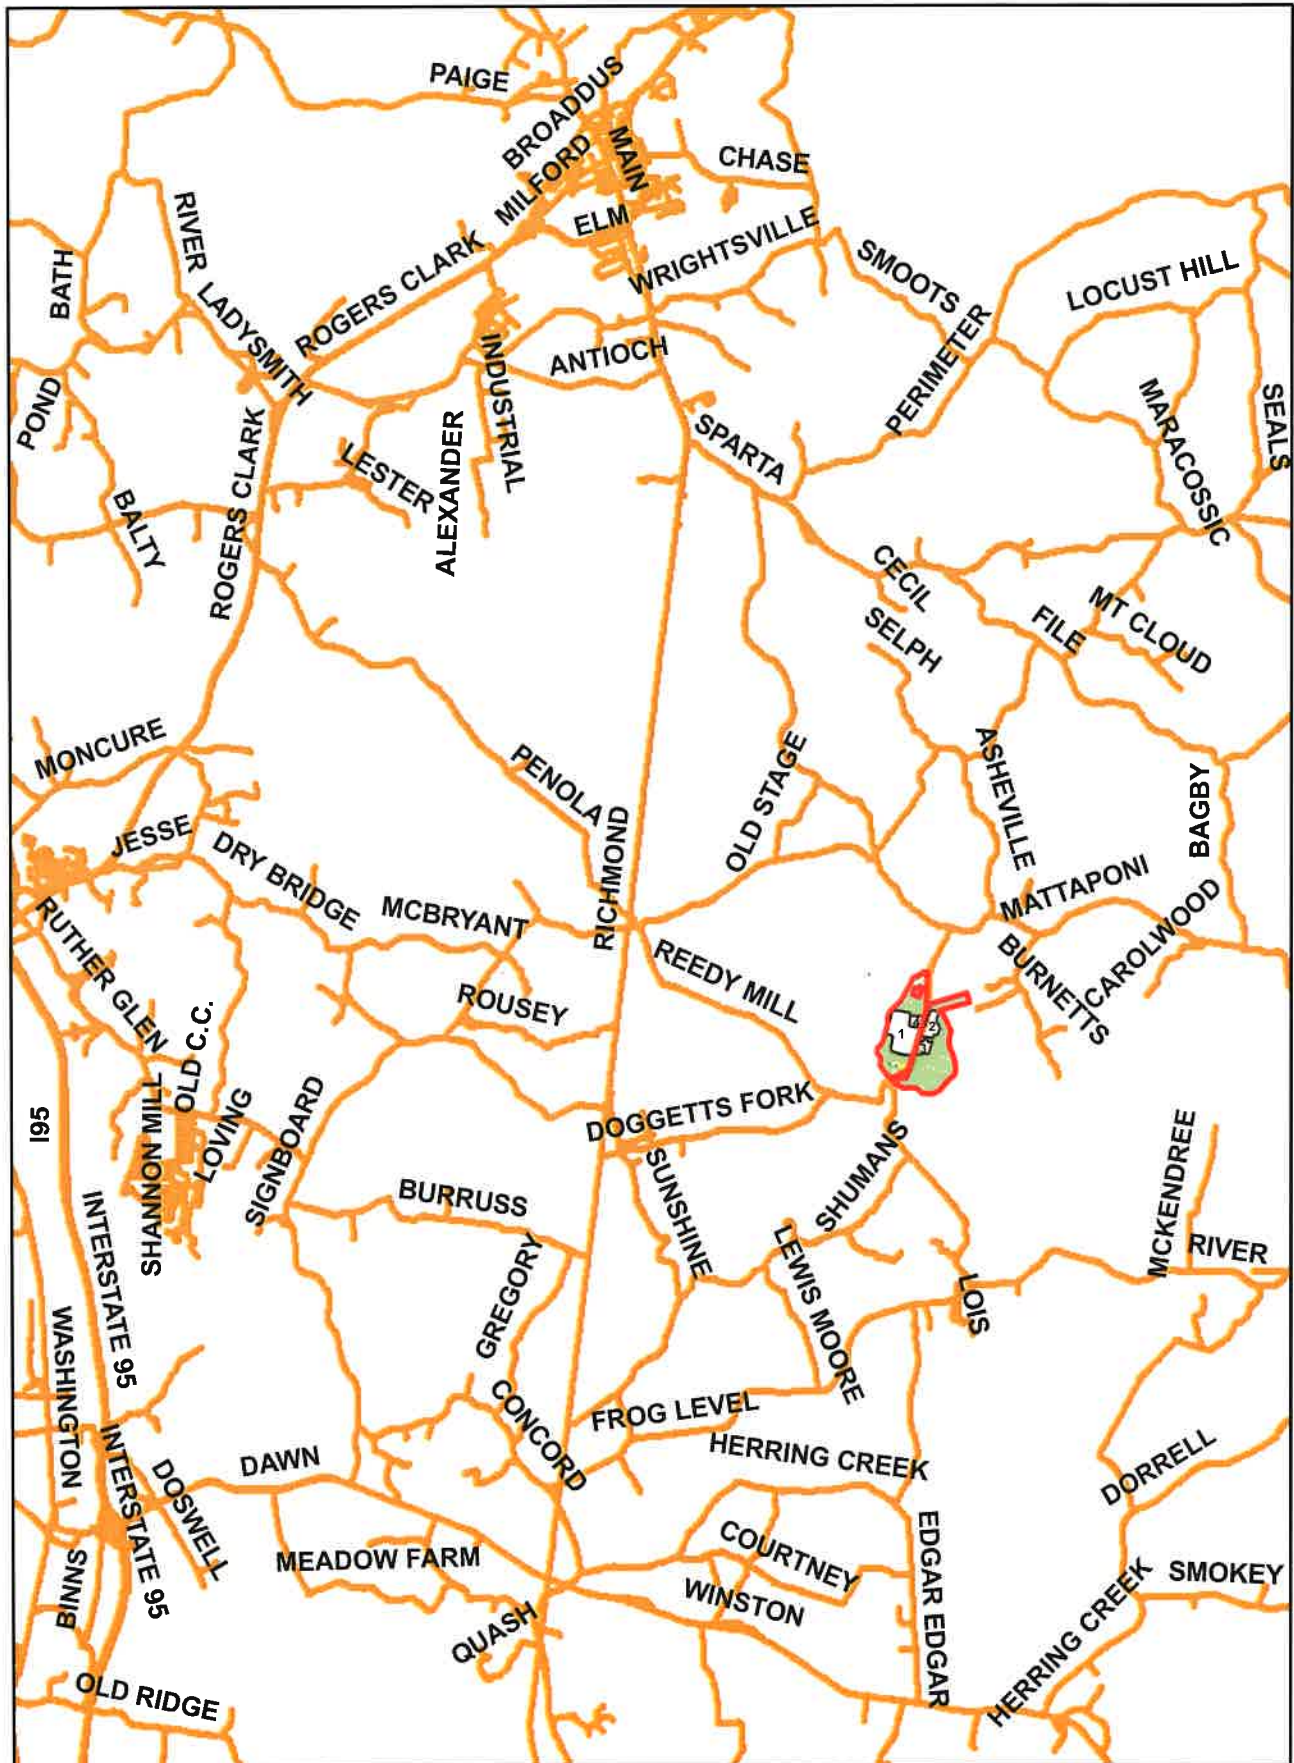 PAIGE
BROADDUS
MILFORD
MAIN
CHASE
ELM
WRIGHTSVILLE
RIVER
BATH
LADYSMITH
ROGERS CLARK
SMOOTS
LOCUST HILL
PERIMETER
ANTIOCH
INDUSTRIAL
POND
ALEXANDER
LESTER
ROGERS CLARK
SPARTA
MARACOSSIC
SEALS
BALTY
CECIL
SELPH
FILE
MT CLOUD
MONCURE
PENOLA
OLD STAGE
ASHEVILLE
BAGBY
JESSE
DRY BRIDGE
MCBRYANT
RICHMOND
MATTAPONI
CAROLWOOD
BURNETTS
RUTHER GLEN
REEDY MILL
ROUSEY
OLD C.C.
1
2
I95
SHANNON MILL
LOVING
SIGNBOARD
DOGGETTS FORK
SUNSHINE
SHUMANS
MCKENDREE
RIVER
BURRUSS
GREGORY
LEWIS MOORE
LOIS
INTERSTATE 95
WASHINGTON
CONCORD
FROG LEVEL
HERRING CREEK
DORRELL
INTERSTATE 95
DOSWELL
DAWN
MEADOW FARM
COURTNEY
WINSTON
EDGAR EDGAR
SMOKEY
HERRING CREEK
BINNS
QUASH
OLD RIDGE